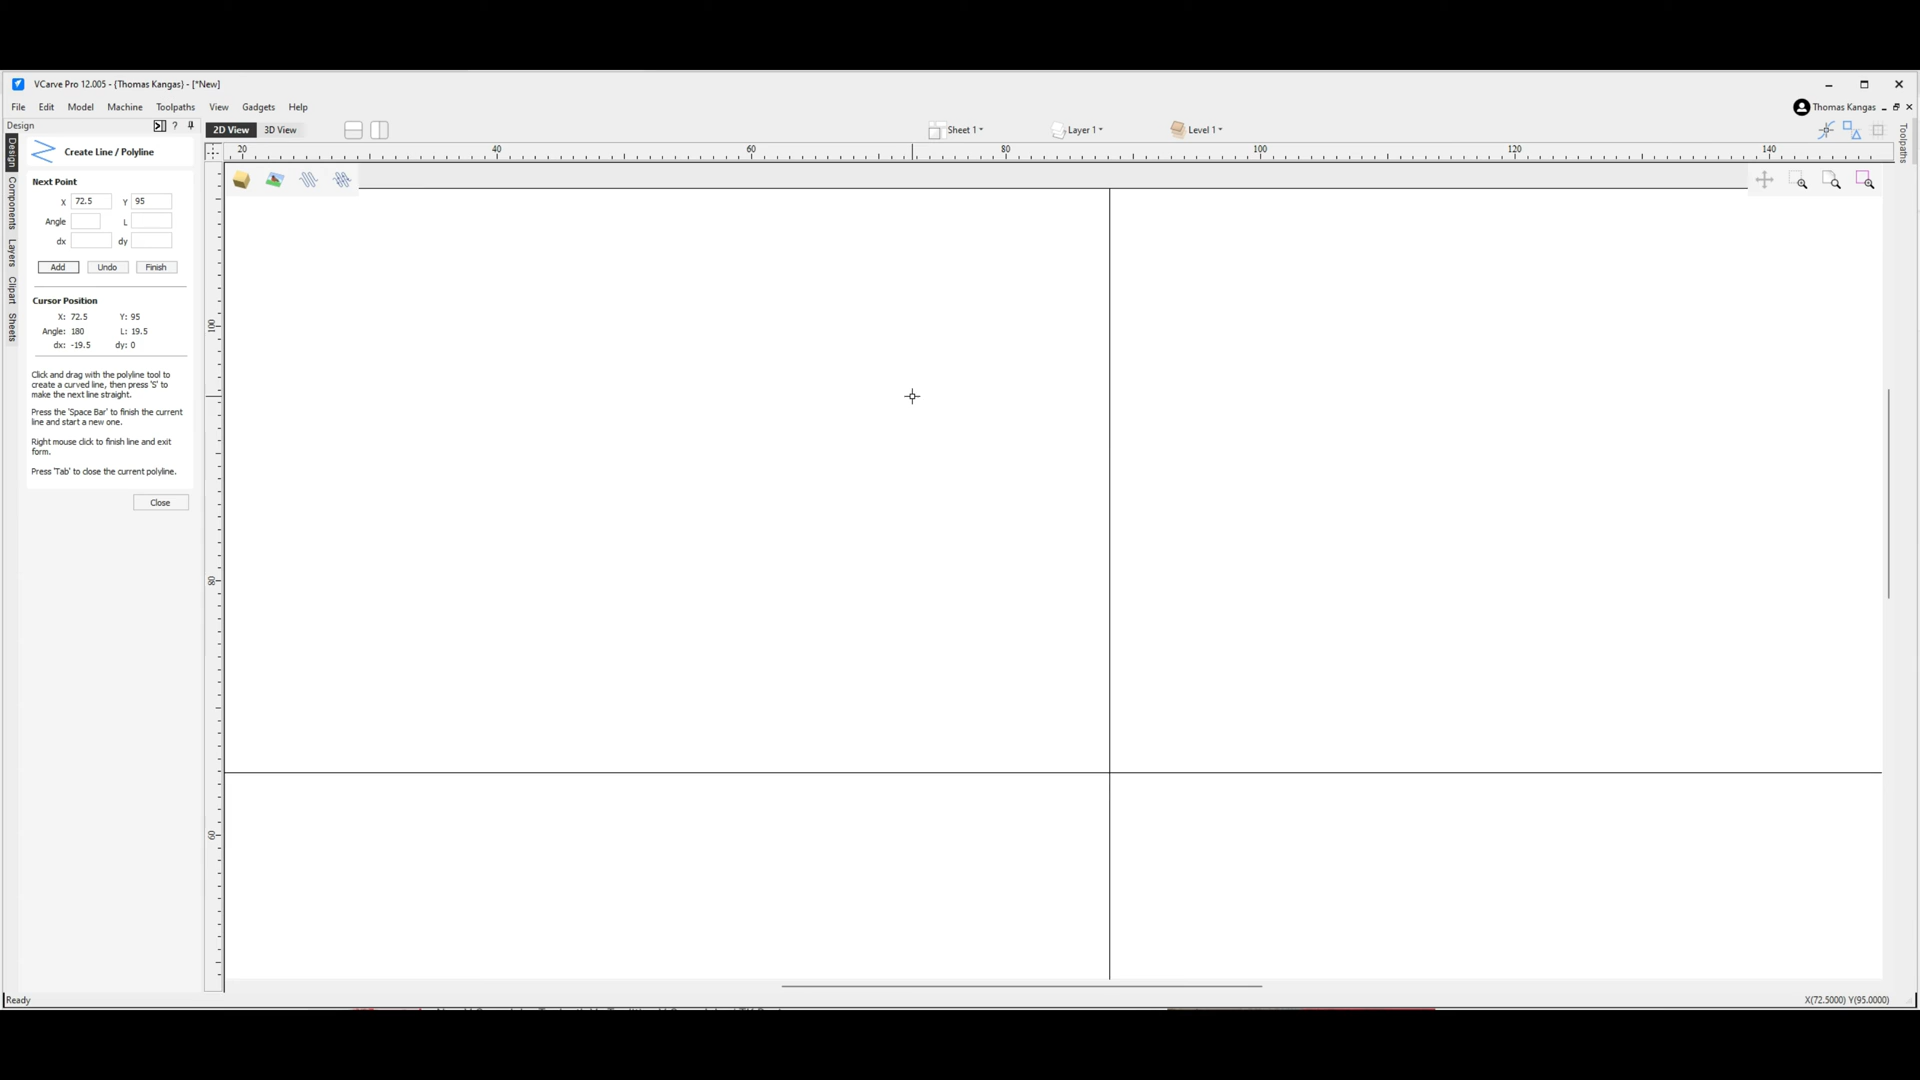 VCarve Pro 12.005 - {Thomas Kangas} - [*New]
File Edit Model Machine Toolpaths View Gadgets Help
Thomas Kangas
Design ?
2D View 3D View
Sheet 1 Layer 1 Level 1
Design
Components
Layers
Clipart
Sheets
Toolpaths
Create Line / Polyline
Next Point
X 72.5 Y 95
Angle L
dx dy
Add Undo Finish
Cursor Position
X: 72.5 Y: 95
Angle: 180 L: 19.5
dx: -19.5 dy: 0
Click and drag with the polyline tool to
create a curved line, then press 'S' to
make the next line straight.
Press the 'Space Bar' to finish the current
line and start a new one.
Right mouse click to finish line and exit
form.
Press 'Tab' to close the current polyline.
Close
20 40 60 80 100 120 140
100
80
60
Ready
X(72.5000) Y(95.0000)